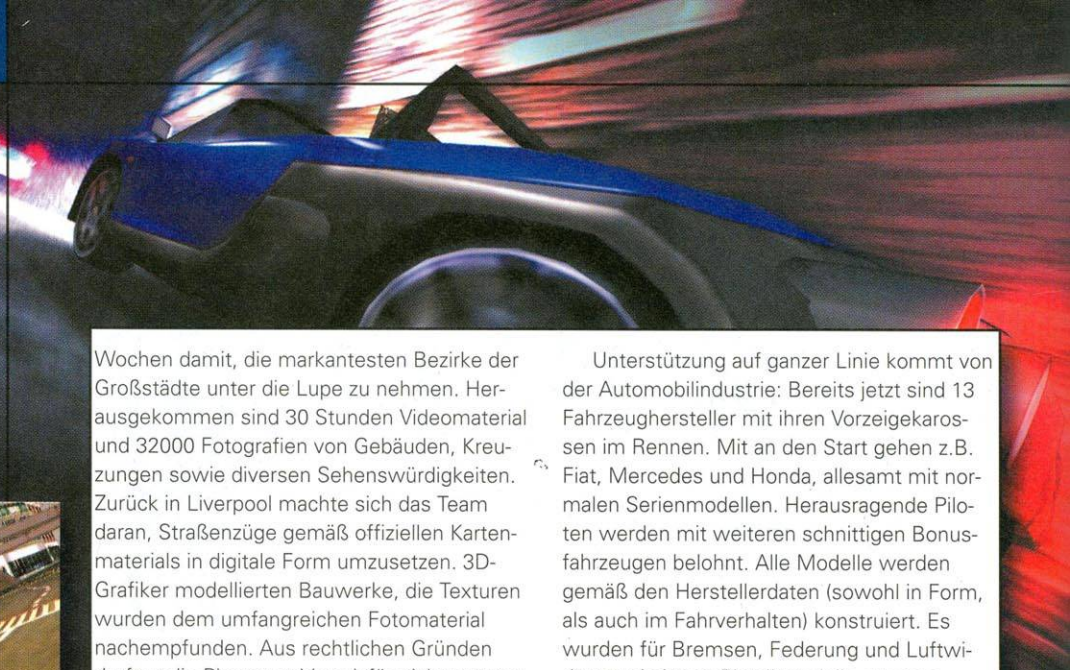 Wochen damit, die markantesten Bezirke der
Großstädte unter die Lupe zu nehmen. Her-
ausgekommen sind 30 Stunden Videomaterial
und 32000 Fotografien von Gebäuden, Kreu-
zungen sowie diversen Sehenswürdigkeiten.
Zurück in Liverpool machte sich das Team
daran, Straßenzüge gemäß offiziellen Karten-
materials in digitale Form umzusetzen. 3D-
Grafiker modellierten Bauwerke, die Texturen
wurden dem umfangreichen Fotomaterial
nachempfunden. Aus rechtlichen Gründen
Unterstützung auf ganzer Linie kommt von
der Automobilindustrie: Bereits jetzt sind 13
Fahrzeughersteller mit ihren Vorzeigekaros-
sen im Rennen. Mit an den Start gehen z.B.
Fiat, Mercedes und Honda, allesamt mit nor-
malen Serienmodellen. Herausragende Pilo-
ten werden mit weiteren schnittigen Bonus-
fahrzeugen belohnt. Alle Modelle werden
gemäß den Herstellerdaten (sowohl in Form,
als auch im Fahrverhalten) konstruiert. Es
wurden für Bremsen, Federung und Luftwi-